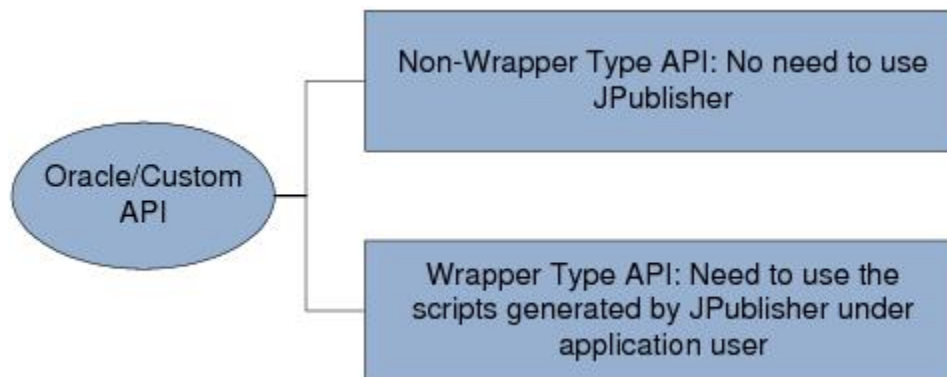 Oracle/Custom
API
Non-Wrapper Type API: No need to use
JPublisher
Wrapper Type API: Need to use the
scripts generated by JPublisher under
application user